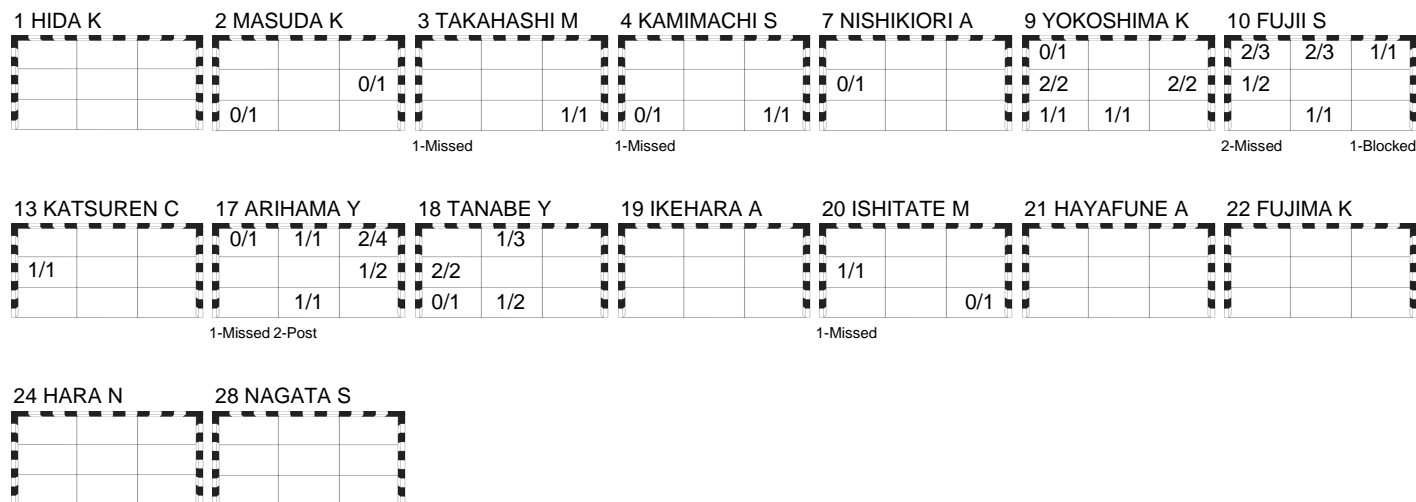 1 HIDA K 2 MASUDA K 3 TAKAHASHI M 4 KAMIMACHI S 7 NISHIKIORI A 9 YOKOSHIMA K 10 FUJII S
0/1 2/3 2/3 1/1
0/1 0/1 2/2 2/2 1/2
0/1 1/1 0/1 1/1 1/1 1/1 1/1
1-Missed 1-Missed 2-Missed 1-Blocked
13 KATSUREN C 17 ARIHAMA Y 18 TANABE Y 19 IKEHARA A 20 ISHITATE M 21 HAYAFUNE A 22 FUJIMA K
0/1 1/1 2/4 1/3
1/1 1/2 2/2 1/1
1/1 0/1 1/2 0/1
1-Missed 2-Post 1-Missed
24 HARA N 28 NAGATA S